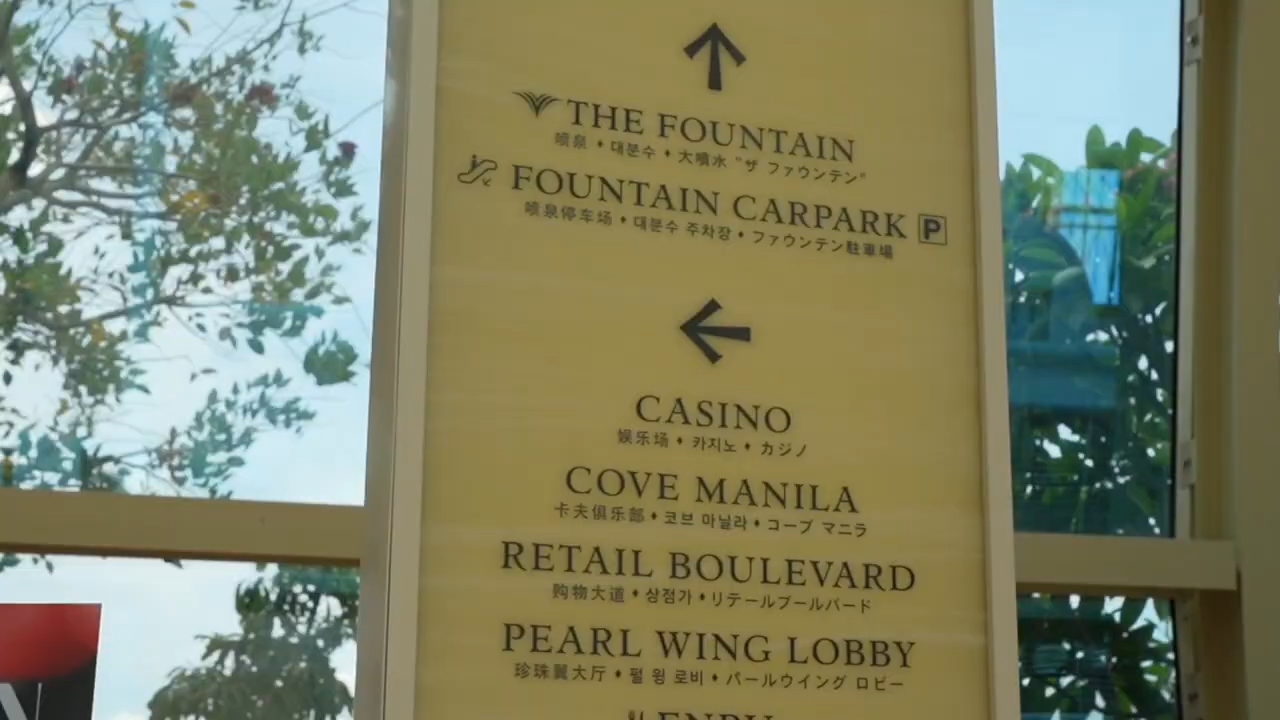 THE FOUNTAIN
喷泉 • 대분수 • 大噴水 "ザ ファウンテン"
FOUNTAIN CARPARK P
喷泉停车场 • 대분수 주차장 • ファウンテン駐車場
CASINO
娱乐场 • 카지노 • カジノ
COVE MANILA
卡夫俱乐部 • 코브 마닐라 • コーブ マニラ
RETAIL BOULEVARD
购物大道 • 상점가 • リテールブールバード
PEARL WING LOBBY
珍珠翼大厅 • 펄 윙 로비 • パールウイング ロビー